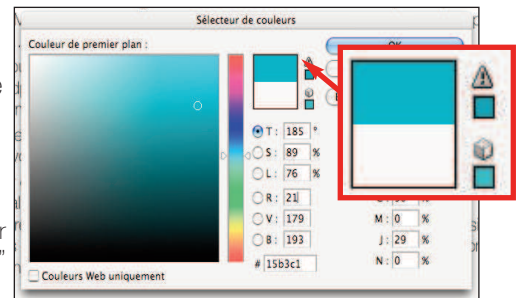 Sélecteur de couleurs
Couleur de premier plan :
T : 185 °
S : 89 %
L : 76 %
R : 21
V : 179
M : 0 %
B : 193
J : 29 %
# 15b3c1
N : 0 %
Couleurs Web uniquement